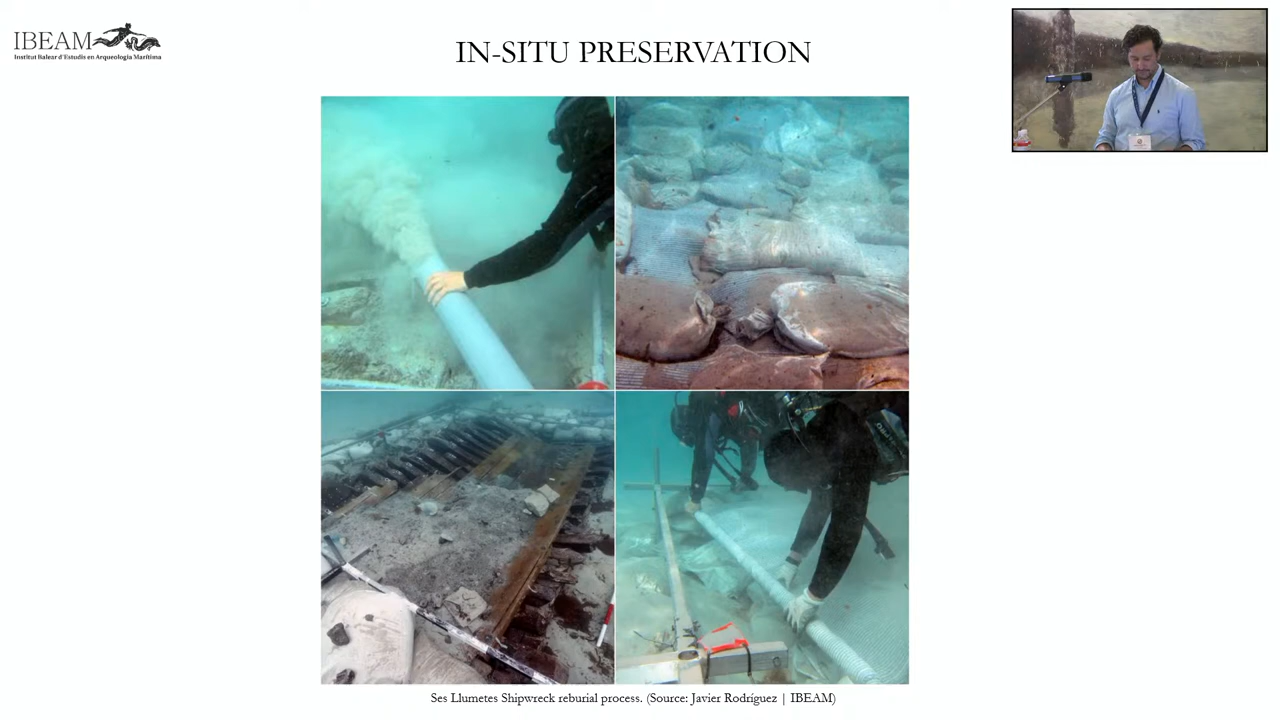 IBEAM
Institut Balear d'Estudis en Arqueologia Marítima
IN-SITU PRESERVATION
Ses Llumetes Shipwreck reburial process. (Source: Javier Rodríguez | IBEAM)